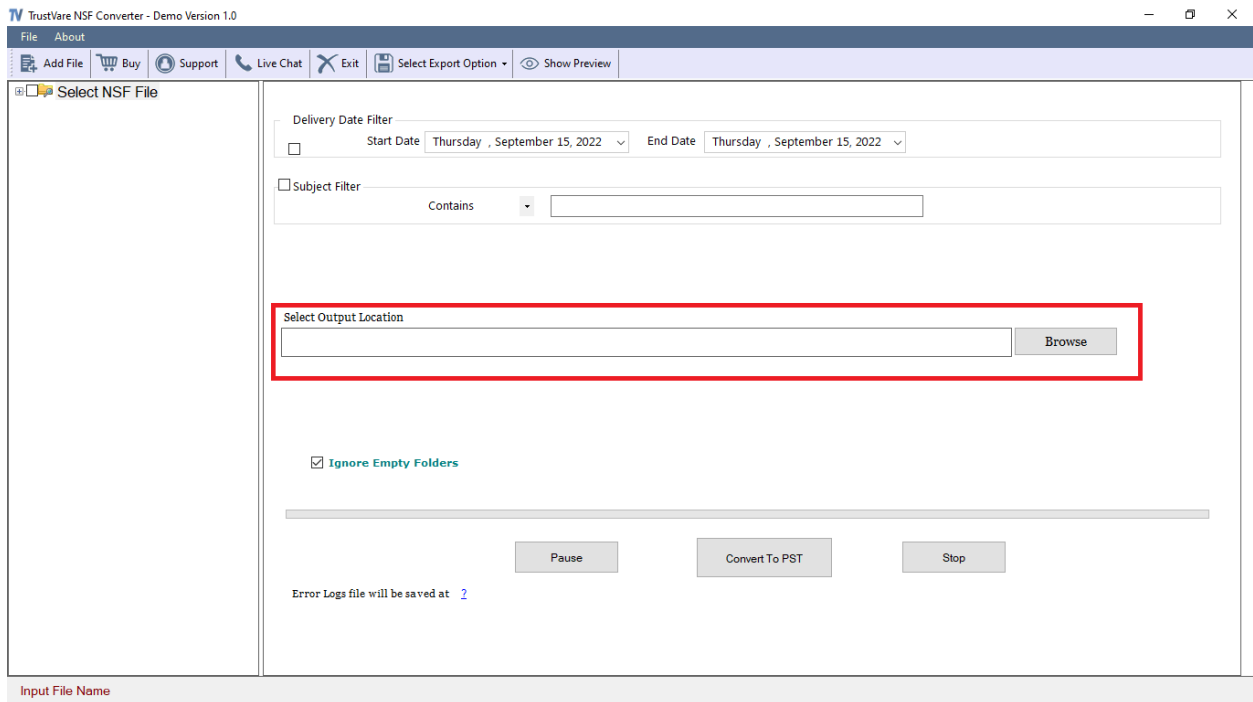 TrustVare NSF Converter - Demo Version 1.0
File About
Add File Buy Support Live Chat Exit Select Export Option Show Preview
Select NSF File
Delivery Date Filter
Start Date Thursday , September 15, 2022 End Date Thursday , September 15, 2022
Subject Filter
Contains
Select Output Location
Browse
Ignore Empty Folders
Pause Convert To PST Stop
Error Logs file will be saved at ?
Input File Name